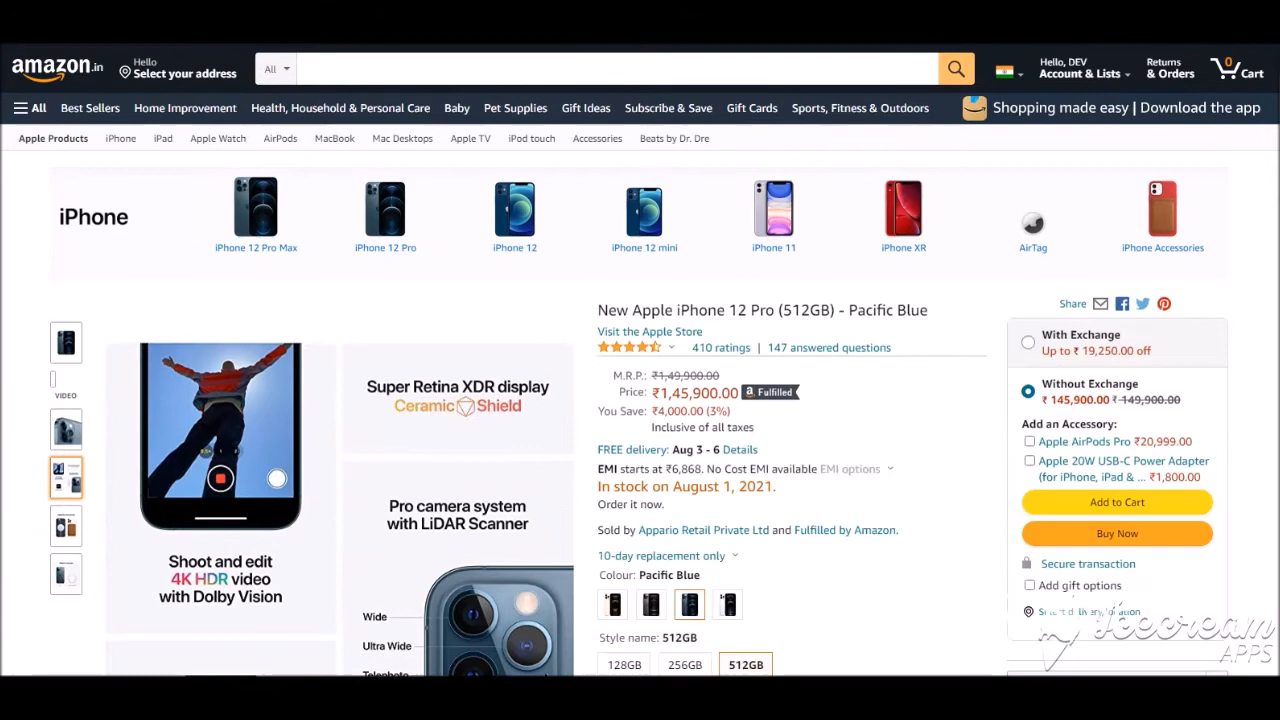 amazon.in
Hello
Select your address
All
Hello, DEV
Account & Lists
Returns
& Orders
0
Cart
All
Best Sellers
Home Improvement
Health, Household & Personal Care
Baby
Pet Supplies
Gift Ideas
Subscribe & Save
Gift Cards
Sports, Fitness & Outdoors
Shopping made easy | Download the app
Apple Products
iPhone
iPad
Apple Watch
AirPods
MacBook
Mac Desktops
Apple TV
iPod touch
Accessories
Beats by Dr. Dre
iPhone
iPhone 12 Pro Max
iPhone 12 Pro
iPhone 12
iPhone 12 mini
iPhone 11
iPhone XR
AirTag
iPhone Accessories
VIDEO
Shoot and edit
4K HDR video
with Dolby Vision
Super Retina XDR display
Ceramic Shield
Pro camera system
with LiDAR Scanner
Wide
Ultra Wide
Telephoto
New Apple iPhone 12 Pro (512GB) - Pacific Blue
Visit the Apple Store
410 ratings | 147 answered questions
M.R.P.: ₹1,49,900.00
Price: ₹1,45,900.00 a Fulfilled
You Save: ₹4,000.00 (3%)
Inclusive of all taxes
FREE delivery: Aug 3 - 6 Details
EMI starts at ₹6,868. No Cost EMI available EMI options
In stock on August 1, 2021.
Order it now.
Sold by Appario Retail Private Ltd and Fulfilled by Amazon.
10-day replacement only
Colour: Pacific Blue
Style name: 512GB
128GB
256GB
512GB
Share
With Exchange
Up to ₹ 19,250.00 off
Without Exchange
₹ 145,900.00 ₹ 149,900.00
Add an Accessory:
Apple AirPods Pro ₹20,999.00
Apple 20W USB-C Power Adapter
(for iPhone, iPad & ... ₹1,800.00
Add to Cart
Buy Now
Secure transaction
Add gift options
Select delivery location
Icecream
APPS